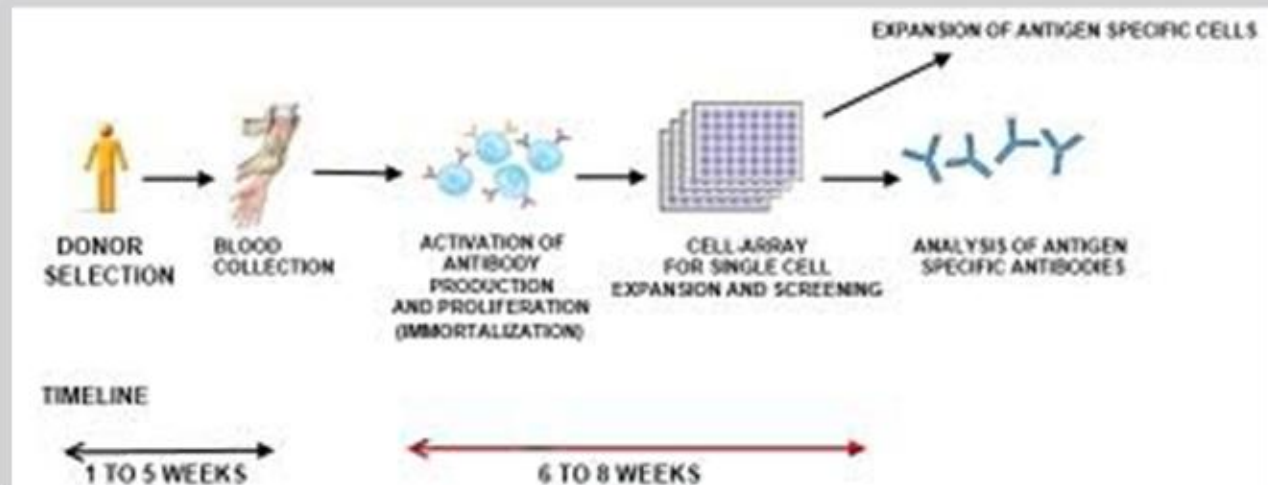 EXPANSION OF ANTIGEN SPECIFIC CELLS
DONOR
SELECTION
BLOOD
COLLECTION
ACTIVATION OF
ANTIBODY
PRODUCTION
AND PROLIFERATION
(IMMORTALIZATION)
CELL-ARRAY
FOR SINGLE CELL
EXPANSION AND SCREENING
ANALYSIS OF ANTIGEN
SPECIFIC ANTIBODIES
TIMELINE
1 TO 5 WEEKS
6 TO 8 WEEKS